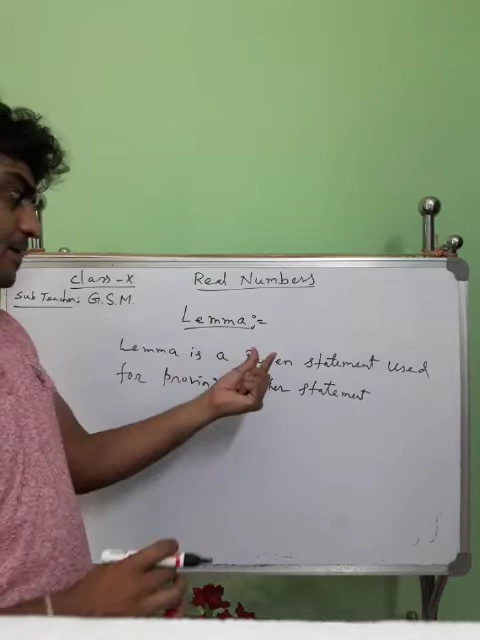 class-x
Real Numbers
Sub Teacher: G.S.M.
Lemma:=
Lemma is a statement used
for statement